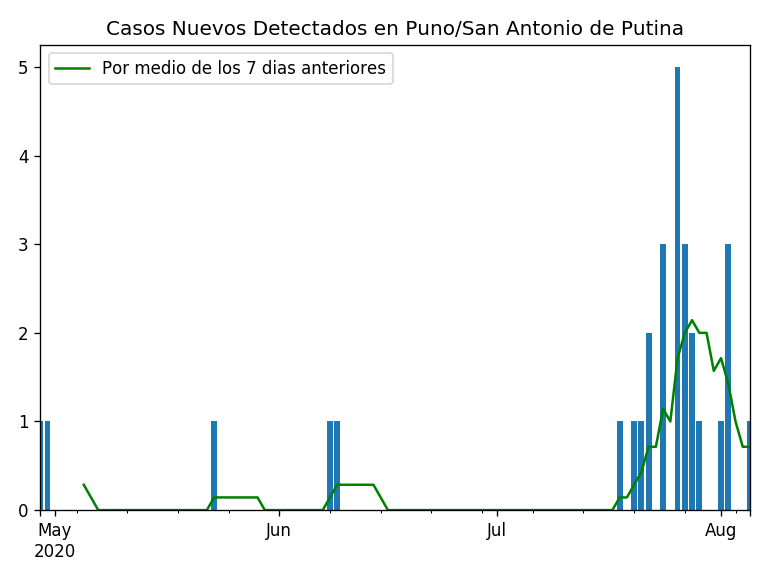 Casos Nuevos Detectados en Puno/San Antonio de Putina
Por medio de los 7 dias anteriores
5
4
3
2
1
0
May Jun Jul Aug
2020